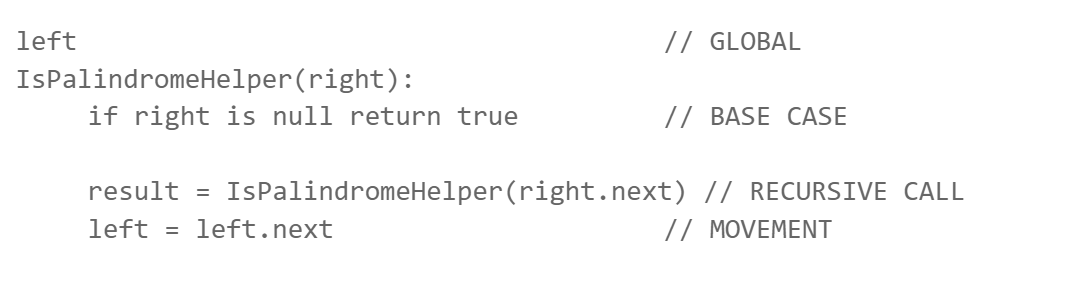 left // GLOBAL
IsPalindromeHelper(right):
if right is null return true // BASE CASE
result = IsPalindromeHelper(right.next) // RECURSIVE CALL
left = left.next // MOVEMENT